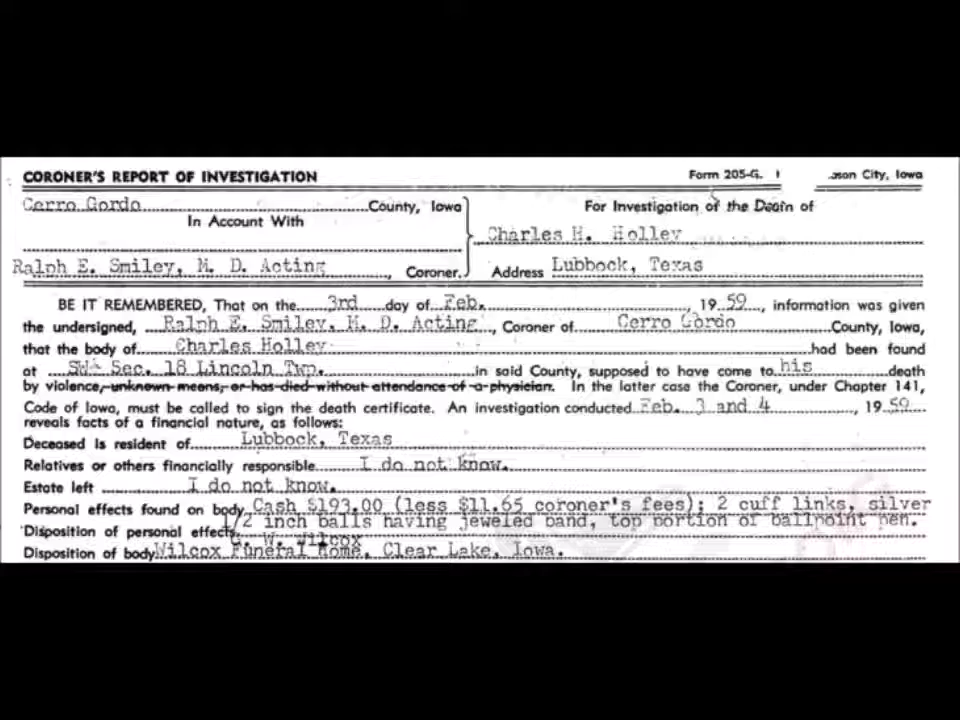 CORONER'S REPORT OF INVESTIGATION Form 205-G. son City, Iowa
Cerro Gordo County, Iowa
In Account With
For Investigation of the Death of
Charles H. Holley
Ralph E. Smiley, M. D. Acting, Coroner.
Address Lubbock, Texas
BE IT REMEMBERED, That on the 3rd day of Feb. 19 59, information was given
the undersigned, Ralph E. Smiley, M. D. Acting, Coroner of Cerro Gordo County, Iowa,
that the body of Charles Holley had been found
at SW Sec. 18 Lincoln Twp. in said County, supposed to have come to his death
by violence, unknown means, or has died without attendance of a physician. In the latter case the Coroner, under Chapter 141,
Code of Iowa, must be called to sign the death certificate. An investigation conducted Feb. 3 and 4, 19 59
reveals facts of a financial nature, as follows:
Deceased is resident of Lubbock, Texas
Relatives or others financially responsible I do not know.
Estate left I do not know.
Personal effects found on body Cash $193.00 (less $11.65 coroner's fees); 2 cuff links, silver
1/2 inch balls having jeweled band, top portion of ballpoint pen.
Disposition of personal effects G. W. Wilcox
Disposition of body Wilcox Funeral Home, Clear Lake, Iowa.